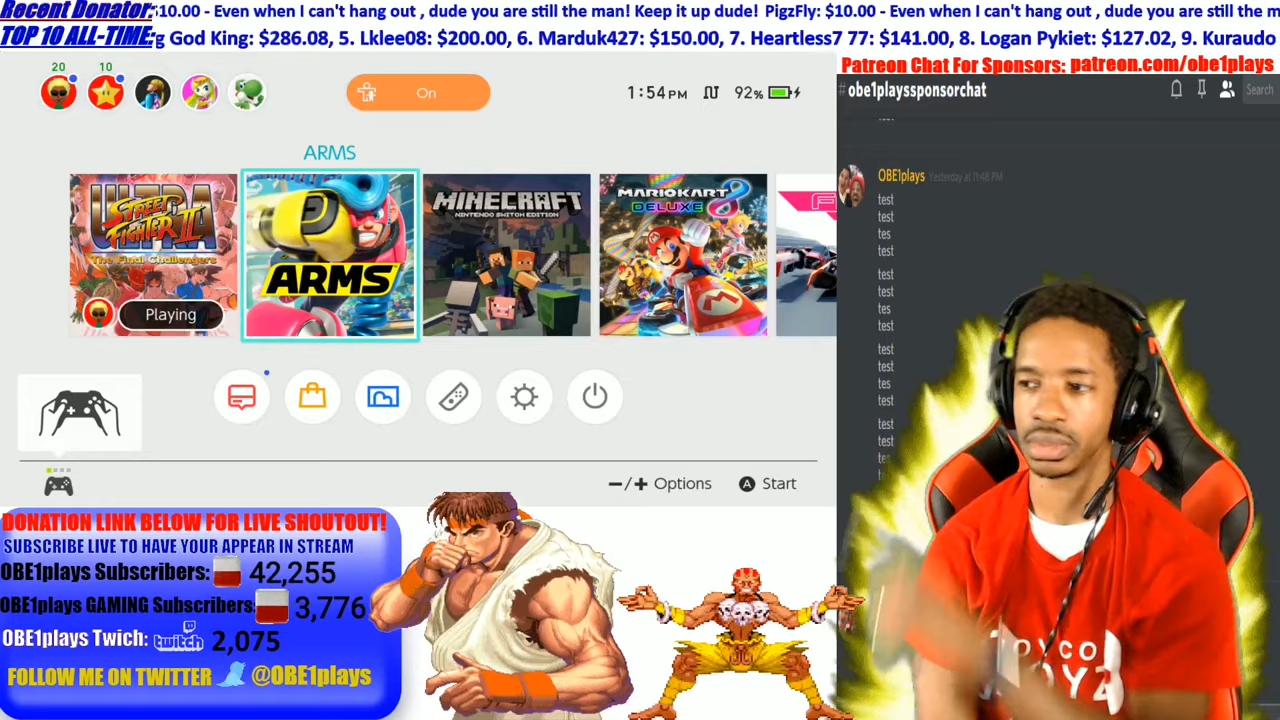 Recent Donator:
$10.00 - Even when I can't hang out , dude you are still the man! Keep it up dude! PigzFly: $10.00 - Even when I can't hang out , dude you are still the m
TOP 10 ALL-TIME:
g God King: $286.08, 5. Lklee08: $200.00, 6. Marduk427: $150.00, 7. Heartless7 77: $141.00, 8. Logan Pykiet: $127.02, 9. Kuraudo
Patreon Chat For Sponsors: patreon.com/obe1plays
20
10
On
1:54PM
92%
#obe1playssponsorchat
Search
ARMS
ULTRA
STREET FIGHTER II
The Final Challengers
Playing
ARMS
MINECRAFT
NINTENDO SWITCH EDITION
MARIOKART 8
DELUXE
OBE1plays Yesterday at 11:48 PM
test
test
tes
test
test
test
tes
test
test
test
tes
test
test
test
-/+ Options
A Start
DONATION LINK BELOW FOR LIVE SHOUTOUT!
SUBSCRIBE LIVE TO HAVE YOUR APPEAR IN STREAM
OBE1plays Subscribers: 42,255
OBE1plays GAMING Subscribers: 3,776
OBE1plays Twich: twitch 2,075
FOLLOW ME ON TWITTER @OBE1plays